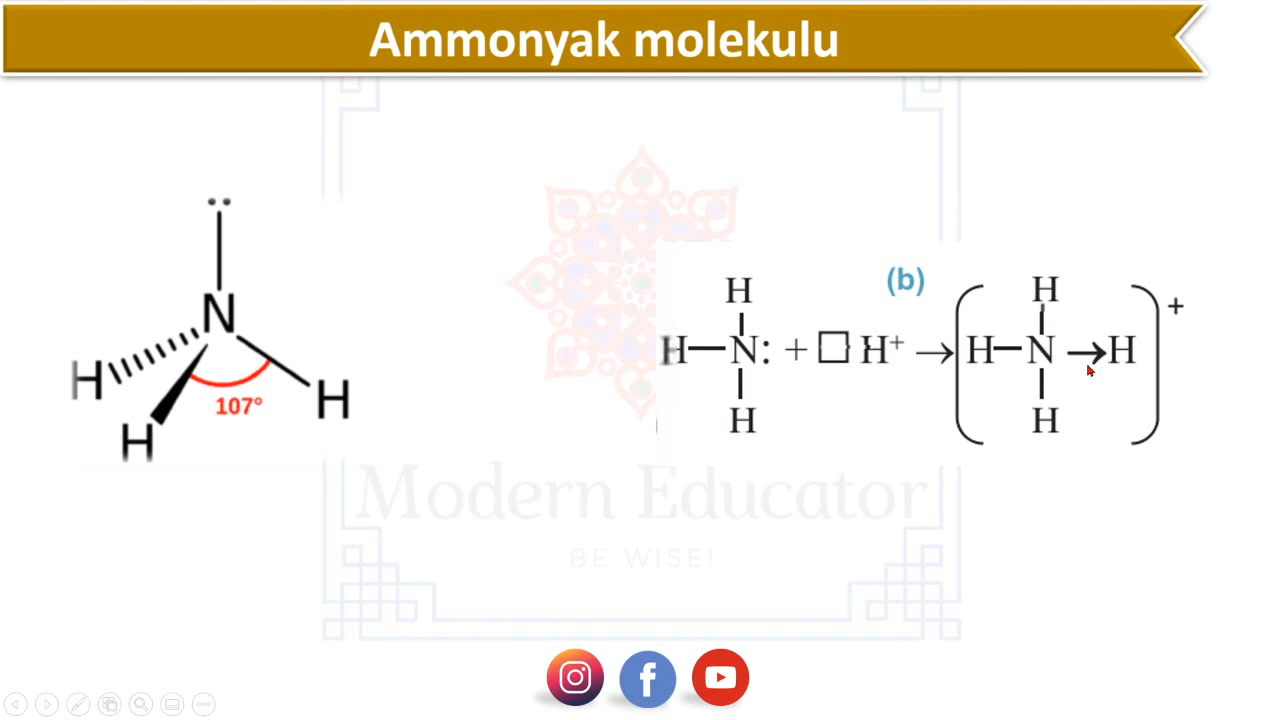 Ammonyak molekulu
N
H
H
H
107°
(b)
H
H—N: + □ H⁺ → (H—N→H)⁺
H
H
H
H
Modern Educator
BE WISE!